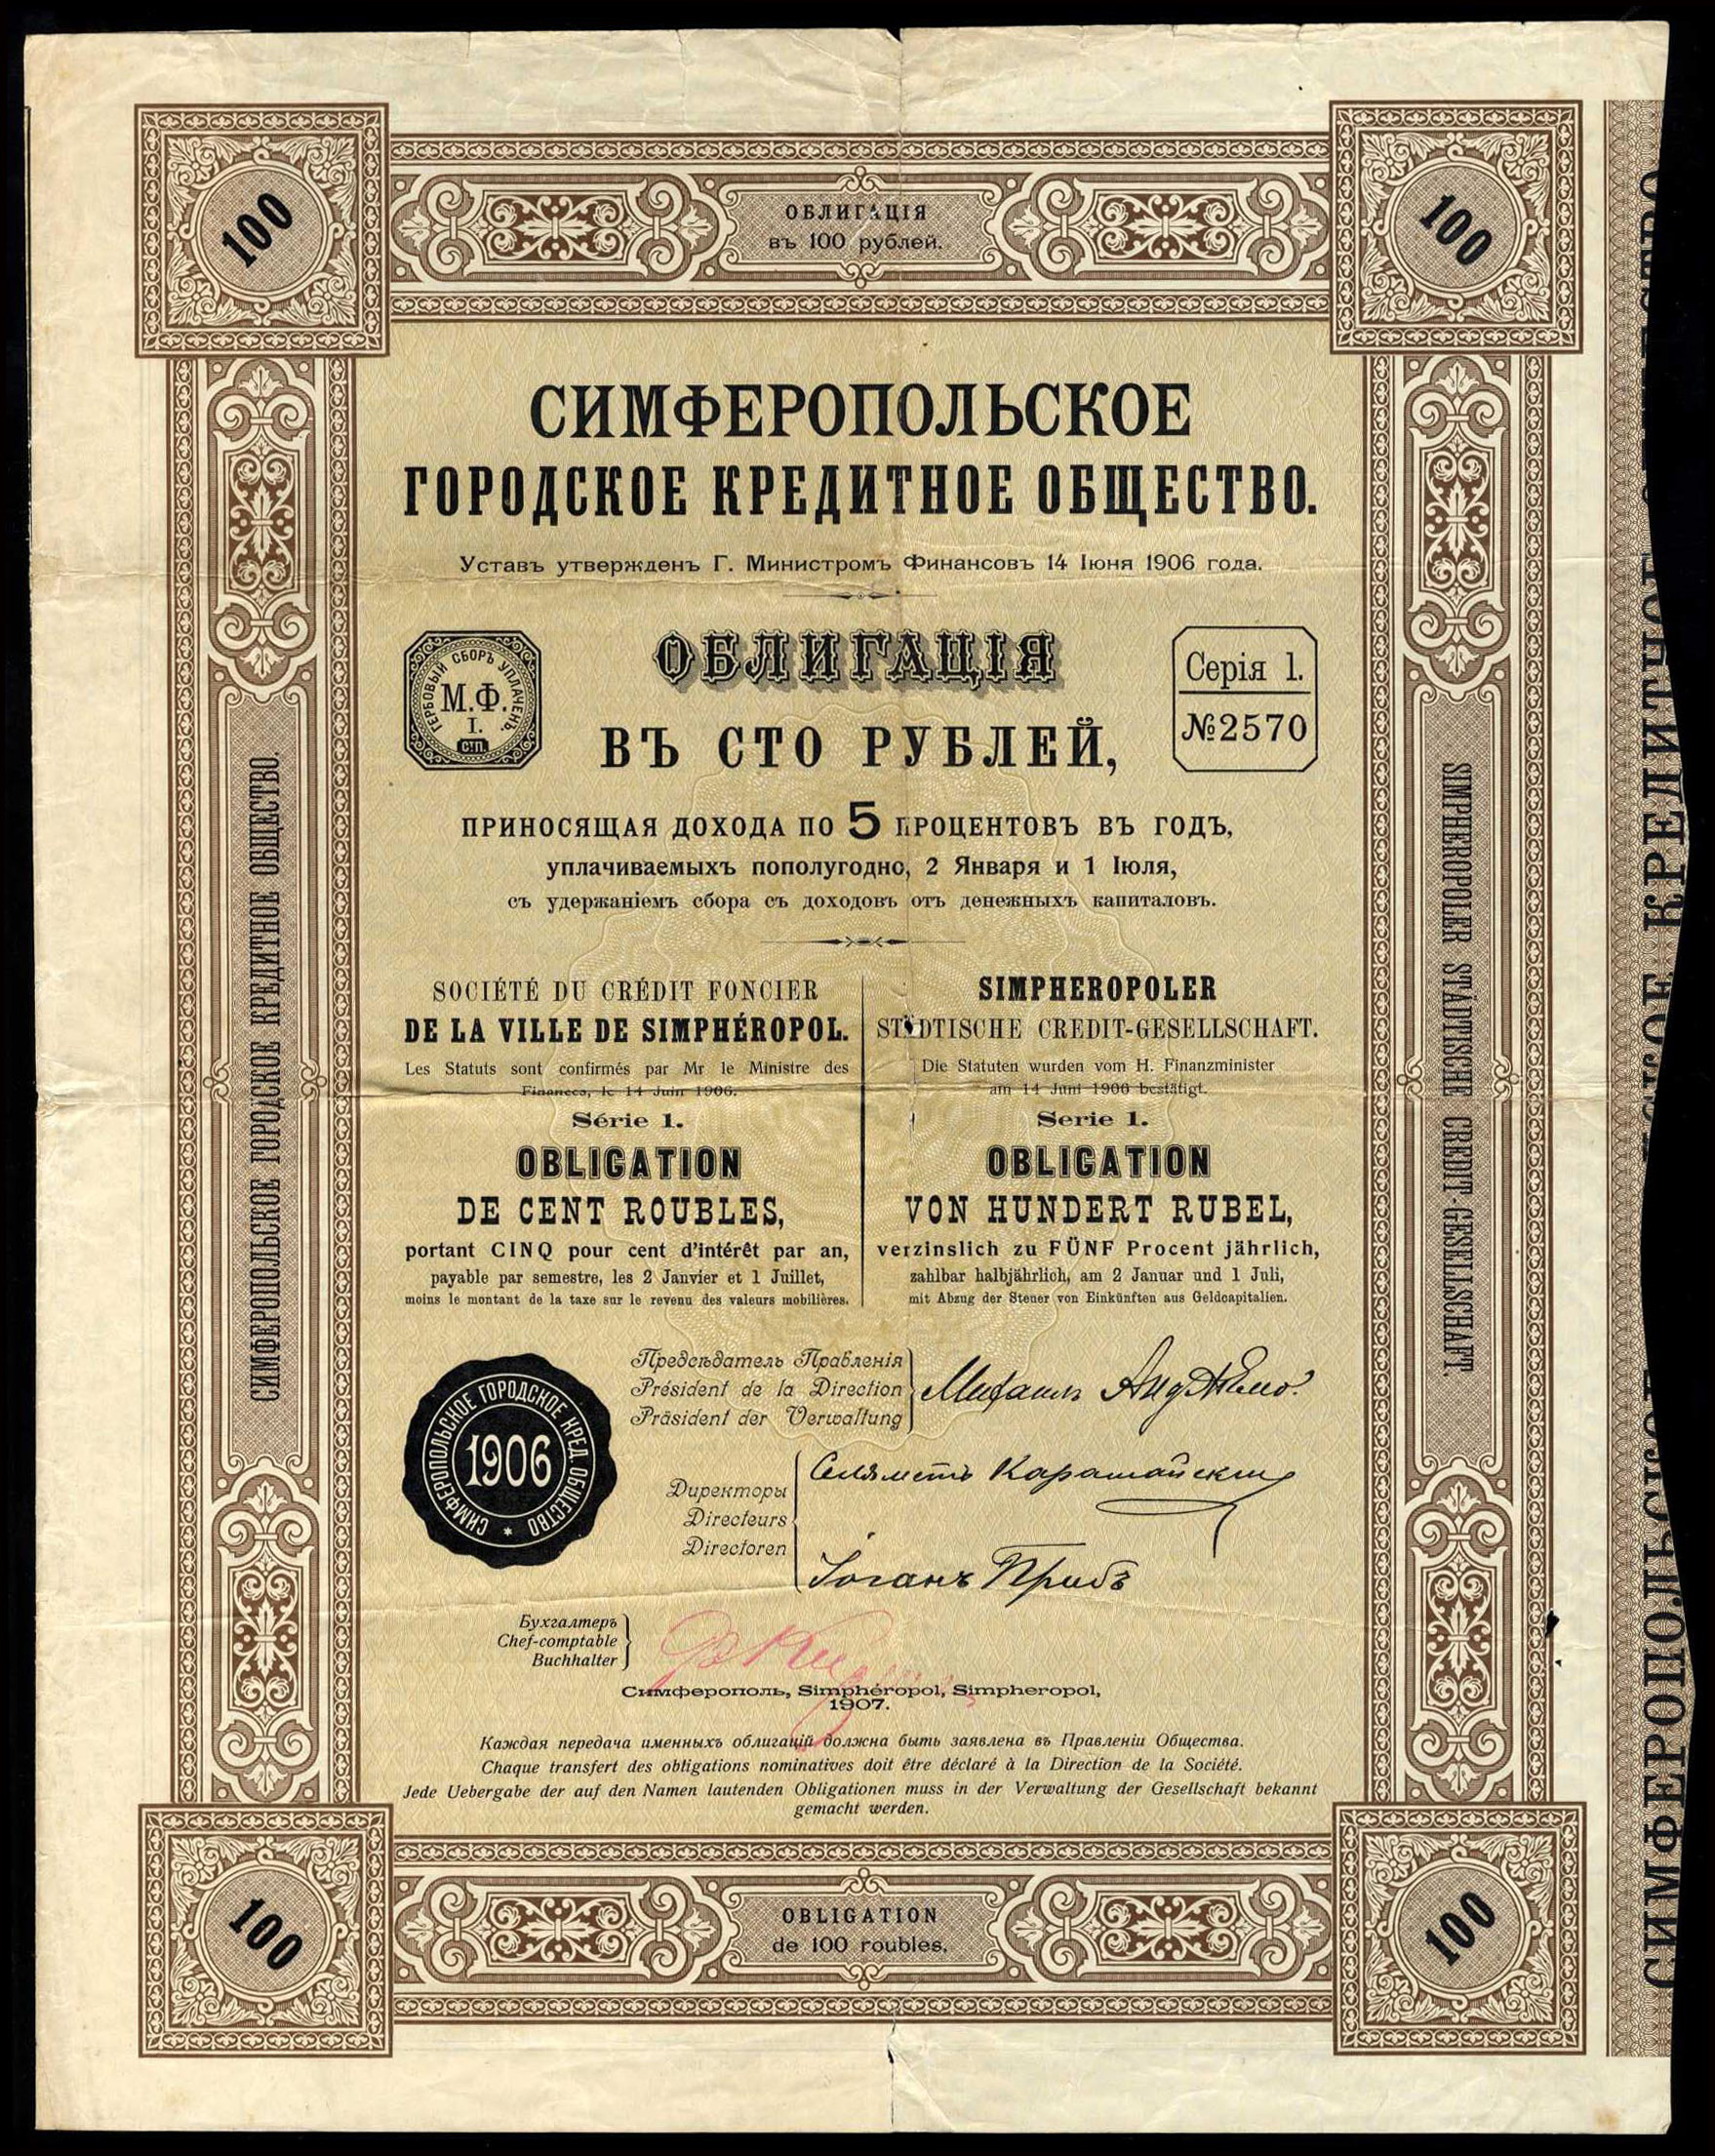 100
ОБЛИГАЦІЯ
въ 100 рублей.
100
СИМФЕРОПОЛЬСКОЕ
ГОРОДСКОЕ КРЕДИТНОЕ ОБЩЕСТВО.
Уставъ утвержденъ Г. Министромъ Финансовъ 14 Іюня 1906 года.
ГЕРБОВЫЙ СБОРЪ УПЛАЧЕНЪ.
М.Ф.
I.
С.П.
ОБЛИГАЦІЯ
ВЪ СТО РУБЛЕЙ,
Серія 1.
№2570
ПРИНОСЯЩАЯ ДОХОДА ПО 5 ПРОЦЕНТОВЪ ВЪ ГОДЪ,
уплачиваемыхъ пополугодно, 2 Января и 1 Іюля,
съ удержаніемъ сбора съ доходовъ отъ денежныхъ капиталовъ.
SOCIÉTÉ DU CRÉDIT FONCIER
DE LA VILLE DE SIMPHÉROPOL.
Les Statuts sont confirmés par Mr le Ministre des
Finances, le 14 Juin 1906.
Série 1.
OBLIGATION
DE CENT ROUBLES,
portant CINQ pour cent d'intérêt par an,
payable par semestre, les 2 Janvier et 1 Juillet,
moins le montant de la taxe sur le revenu des valeurs mobilières.
SIMPHEROPOLER
STÄDTISCHE CREDIT-GESELLSCHAFT.
Die Statuten wurden vom H. Finanzminister
am 14 Juni 1906 bestätigt.
Serie 1.
OBLIGATION
VON HUNDERT RUBEL,
verzinslich zu FÜNF Procent jährlich,
zahlbar halbjährlich, am 2 Januar und 1 Juli,
mit Abzug der Steuer von Einkünften aus Geldcapitalien.
СИМФЕРОПОЛЬСКОЕ ГОРОДСКОЕ КРЕД. ОБЩЕСТВО
1906
Предсѣдатель Правленія
Président de la Direction
Präsident der Verwaltung
Михаилъ
Директоры
Directeurs
Directoren
Іоганъ Прибъ
Бухгалтеръ
Chef-comptable
Buchhalter
Симферополь, Simphéropol, Simpheropol,
1907.
Каждая передача именныхъ облигацій должна быть заявлена въ Правленіи Общества.
Chaque transfert des obligations nominatives doit être déclaré à la Direction de la Société.
Jede Uebergabe der auf den Namen lautenden Obligationen muss in der Verwaltung der Gesellschaft bekannt
gemacht werden.
СИМФЕРОПОЛЬСКОЕ ГОРОДСКОЕ КРЕДИТНОЕ ОБЩЕСТВО.
SIMPHEROPOLER STÄDTISCHE CREDIT-GESELLSCHAFT.
100
OBLIGATION
de 100 roubles.
100
СИМФЕРОПОЛЬСКОЕ КРЕДИТНОЕ